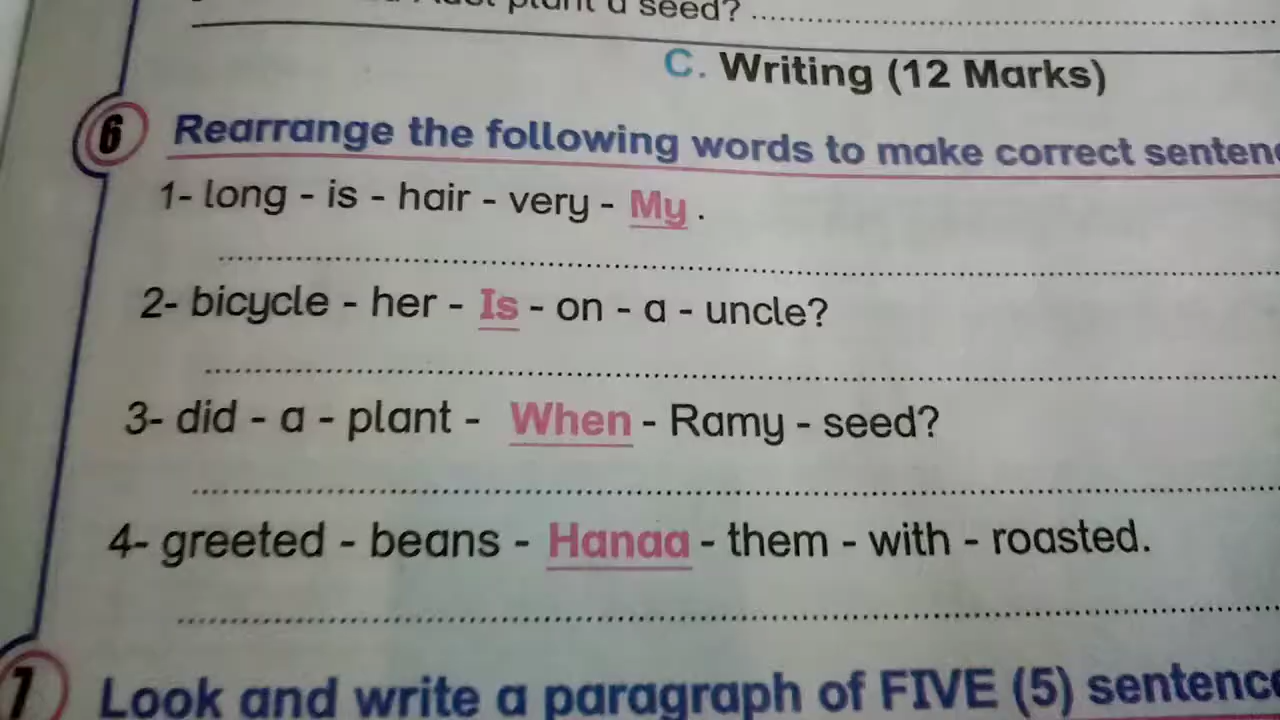 plant a seed? ....................
C. Writing (12 Marks)
6 Rearrange the following words to make correct
1- long - is - hair - very - My .
2- bicycle - her - Is - on - a - uncle?
3- did - a - plant - When - Ramy - seed?
4- greeted - beans - Hanaa - them - with - roasted.
7 Look and write a paragraph of FIVE (5)